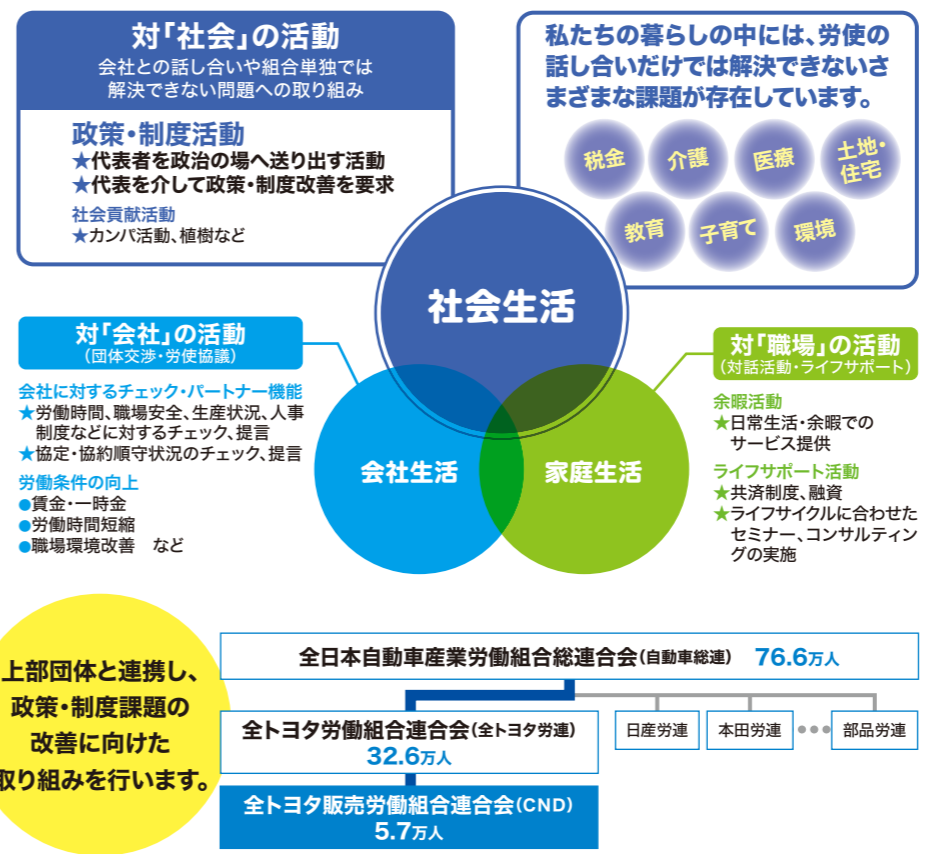 対「社会」の活動
会社との話し合いや組合単独では
解決できない問題への取り組み
政策・制度活動
★代表者を政治の場へ送り出す活動
★代表を介して政策・制度改善を要求
社会貢献活動
★カンパ活動、植樹など
私たちの暮らしの中には、労使の
話し合いだけでは解決できないさ
まざまな課題が存在しています。
税金
介護
医療
土地・
住宅
教育
子育て
環境
社会生活
会社生活
家庭生活
対「会社」の活動
（団体交渉・労使協議）
会社に対するチェック・パートナー機能
★労働時間、職場安全、生産状況、人事
制度などに対するチェック、提言
★協定・協約順守状況のチェック、提言
労働条件の向上
●賃金・一時金
●労働時間短縮
●職場環境改善　など
対「職場」の活動
（対話活動・ライフサポート）
余暇活動
★日常生活・余暇での
サービス提供
ライフサポート活動
★共済制度、融資
★ライフサイクルに合わせた
セミナー、コンサルティン
グの実施
上部団体と連携し、
政策・制度課題の
改善に向けた
取り組みを行います。
全日本自動車産業労働組合総連合会（自動車総連） 76.6万人
全トヨタ労働組合連合会（全トヨタ労連）
32.6万人
日産労連
本田労連
●●●
部品労連
全トヨタ販売労働組合連合会（CND）
5.7万人